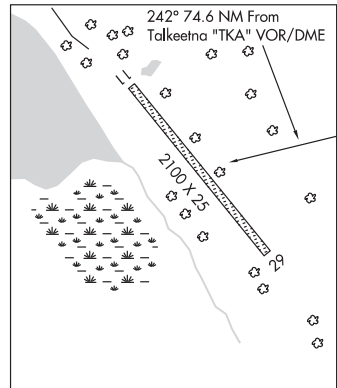 242° 74.6 NM From
Talkeetna "TKA" VOR/DME
11
2100 X 25
29